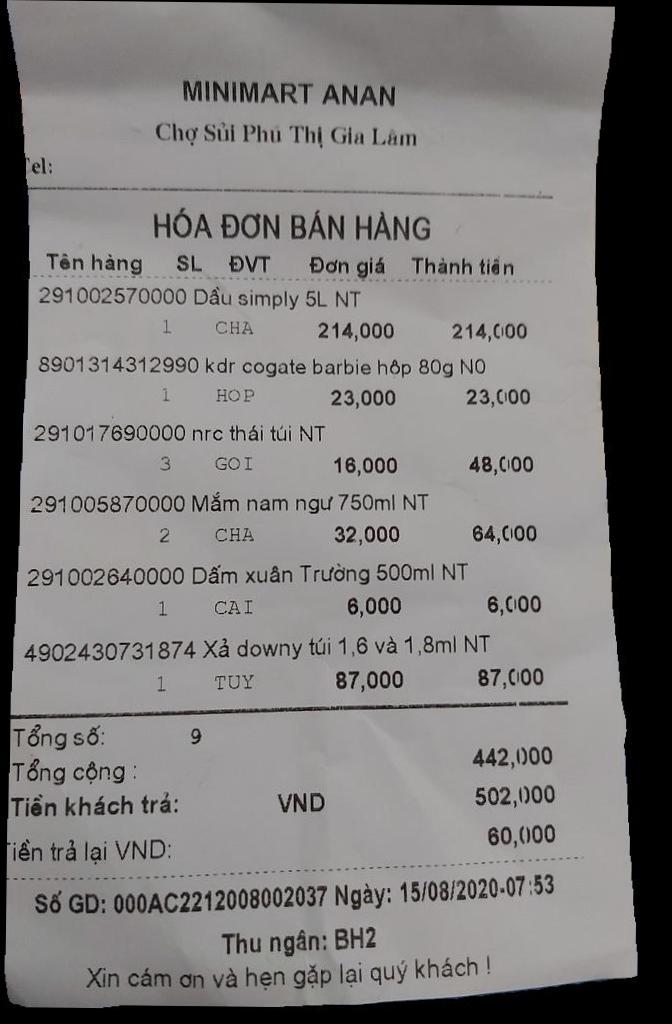 MINIMART ANAN
Chợ Sủi Phú Thị Gia Lâm
el:
HÓA ĐƠN BÁN HÀNG
Tên hàng SL ĐVT Đơn giá Thành tiền
291002570000 Dầu simply 5L NT
1 CHA 214,000 214,000
8901314312990 kdr cogate barbie hôp 80g N0
1 HOP 23,000 23,000
291017690000 nrc thái túi NT
3 GOI 16,000 48,000
291005870000 Mắm nam ngư 750ml NT
2 CHA 32,000 64,000
291002640000 Dấm xuân Trường 500ml NT
1 CAI 6,000 6,000
4902430731874 Xả downy túi 1,6 và 1,8ml NT
1 TUY 87,000 87,000
Tổng số: 9
Tổng cộng : 442,000
Tiền khách trả: VND 502,000
iền trả lại VND: 60,000
Số GD: 000AC2212008002037 Ngày: 15/08/2020-07:53
Thu ngân: BH2
Xin cám ơn và hẹn gặp lại quý khách !